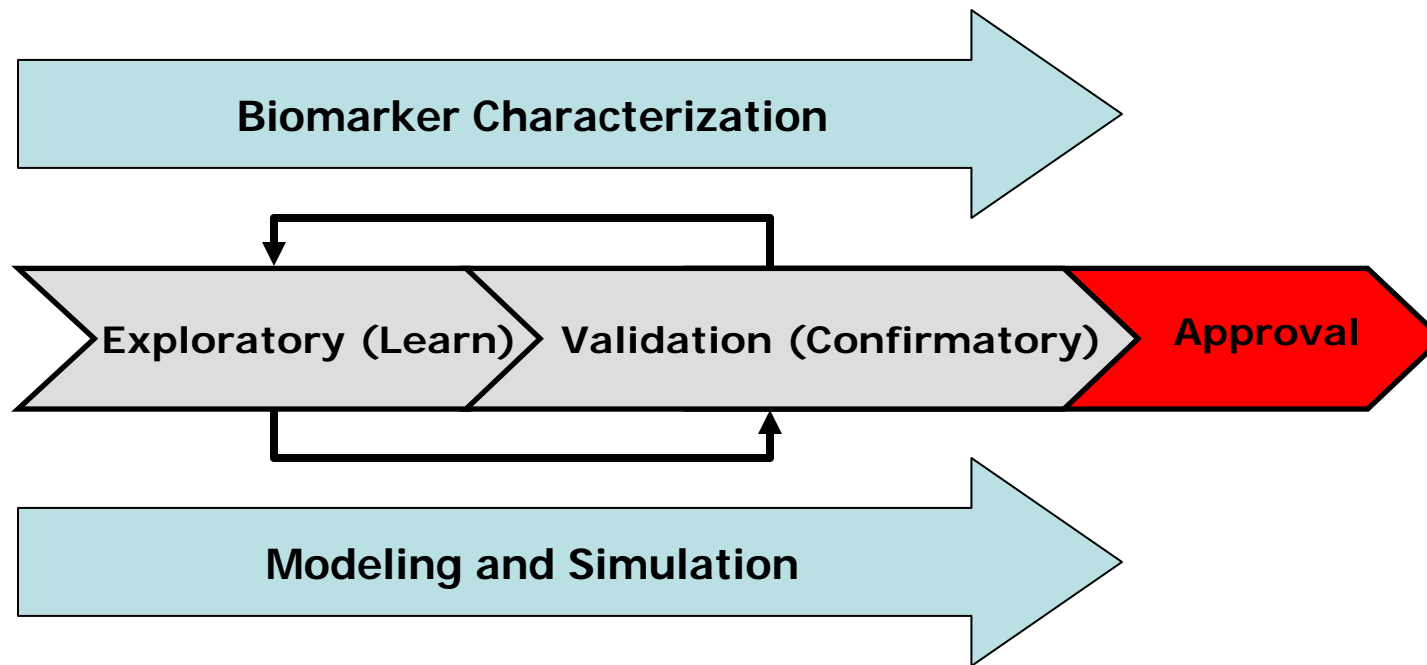 Biomarker Characterization
Exploratory (Learn)
Validation (Confirmatory)
Approval
Modeling and Simulation